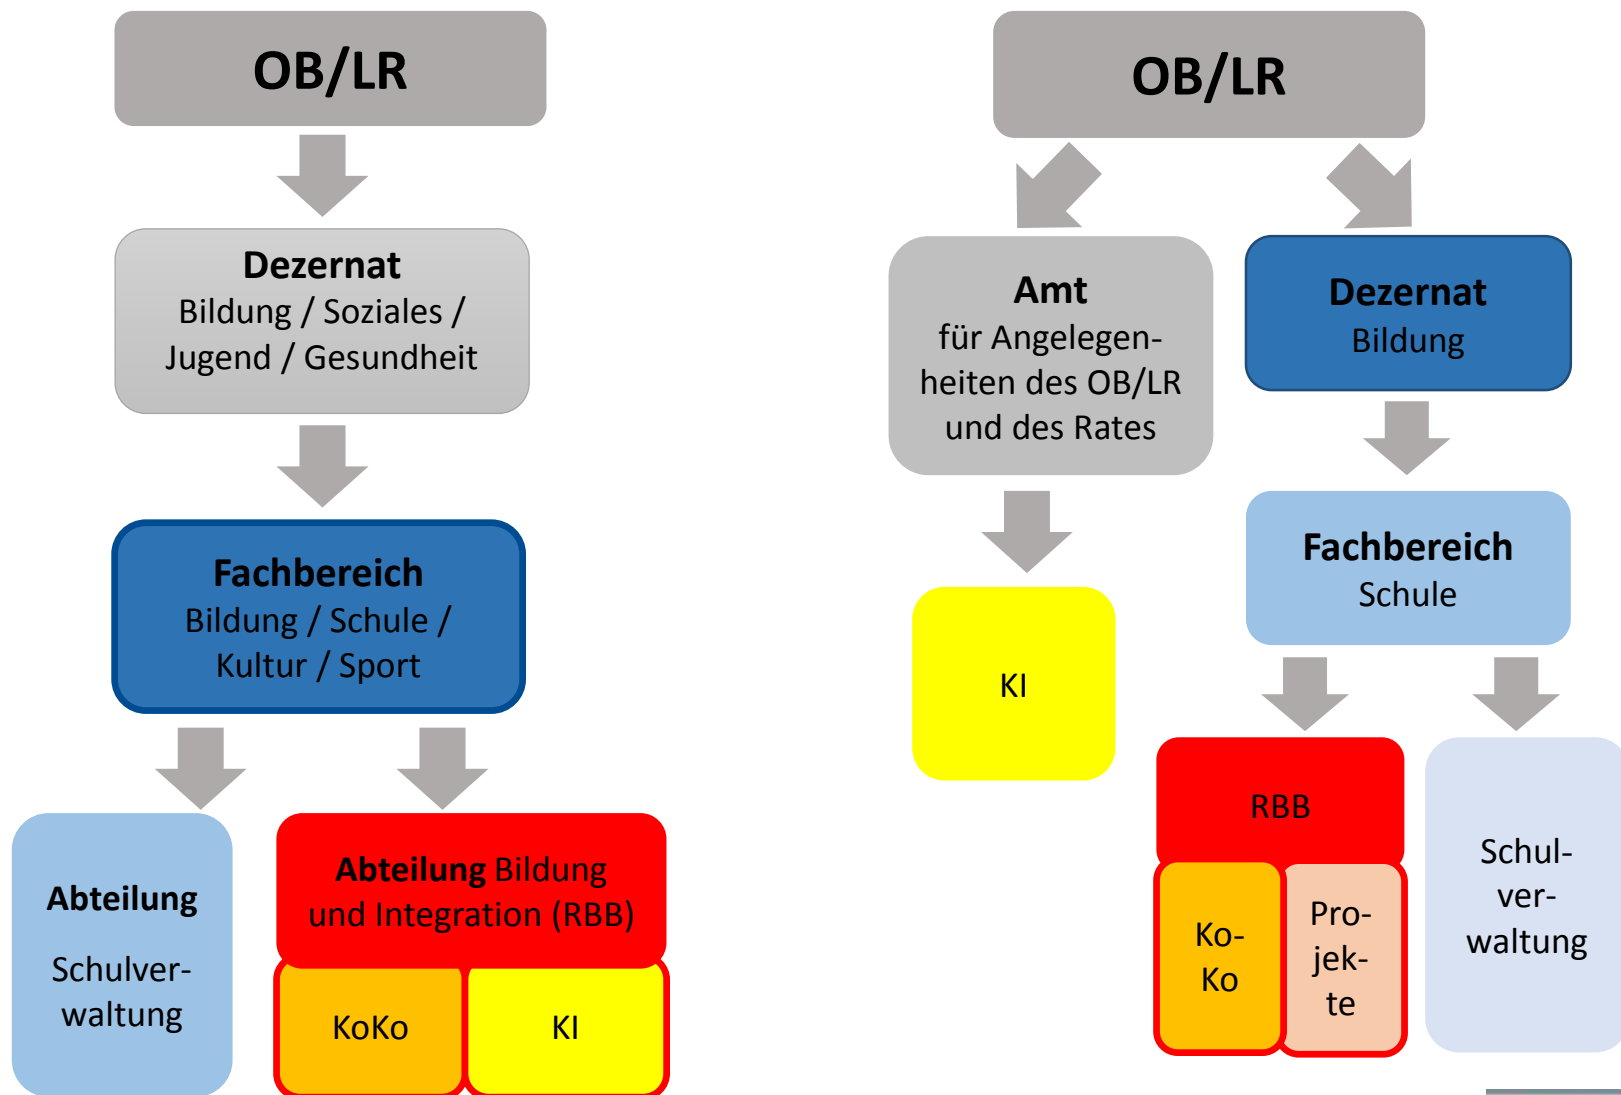 OB/LR
Dezernat
Bildung / Soziales /
Jugend / Gesundheit
Fachbereich
Bildung / Schule /
Kultur / Sport
Abteilung
Schulver-
waltung
Abteilung Bildung
und Integration (RBB)
KoKo
KI
OB/LR
Amt
für Angelegen-
heiten des OB/LR
und des Rates
KI
Dezernat
Bildung
Fachbereich
Schule
RBB
Ko-
Ko
Pro-
jek-
te
Schul-
ver-
waltung